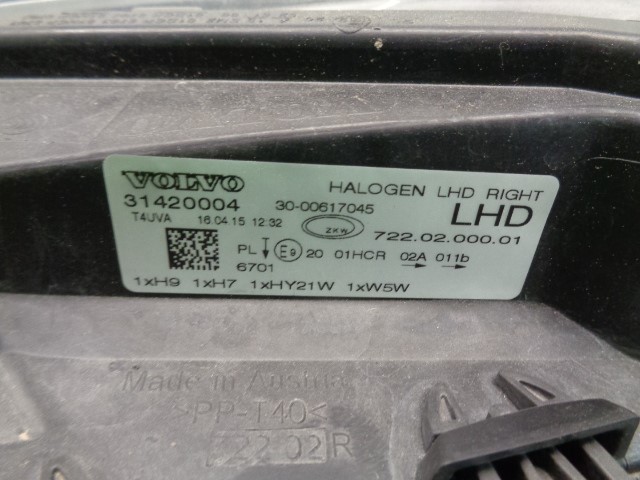 VOLVO
HALOGEN LHD RIGHT
31420004 30-00617045 LHD
T4UVA 16.04.15 12:32 ZKW 722.02.000.01
PL E9 20 01HCR 02A 011b
6701
1xH9 1xH7 1xHY21W 1xW5W
Made in Austria
>PP-T40<
722.02 R